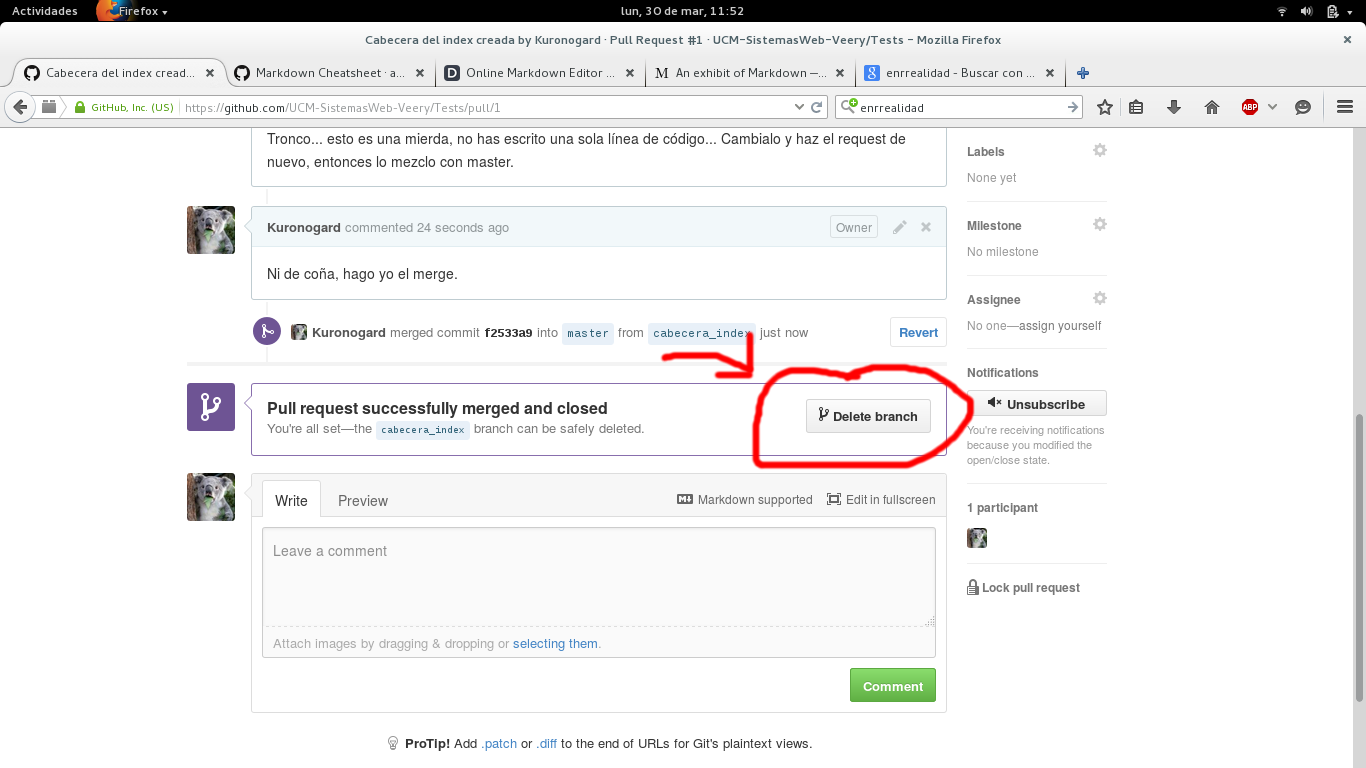 Actividades Firefox lun, 30 de mar, 11:52
Cabecera del index creada by Kuronogard · Pull Request #1 · UCM-SistemasWeb-Veery/Tests - Mozilla Firefox
Cabecera del index cread... Markdown Cheatsheet · a... Online Markdown Editor ... An exhibit of Markdown —... enrrealidad - Buscar con ...
GitHub, Inc. (US) https://github.com/UCM-SistemasWeb-Veery/Tests/pull/1 enrrealidad ABP
Tronco... esto es una mierda, no has escrito una sola línea de código... Cambialo y haz el request de
nuevo, entonces lo mezclo con master.
Kuronogard commented 24 seconds ago Owner
Ni de coña, hago yo el merge.
Kuronogard merged commit f2533a9 into master from cabecera_index just now Revert
Pull request successfully merged and closed
You're all set—the cabecera_index branch can be safely deleted.
Delete branch
Write Preview Markdown supported Edit in fullscreen
Leave a comment
Attach images by dragging & dropping or selecting them.
Comment
ProTip! Add .patch or .diff to the end of URLs for Git's plaintext views.
Labels
None yet
Milestone
No milestone
Assignee
No one—assign yourself
Notifications
Unsubscribe
You're receiving notifications
because you modified the
open/close state.
1 participant
Lock pull request